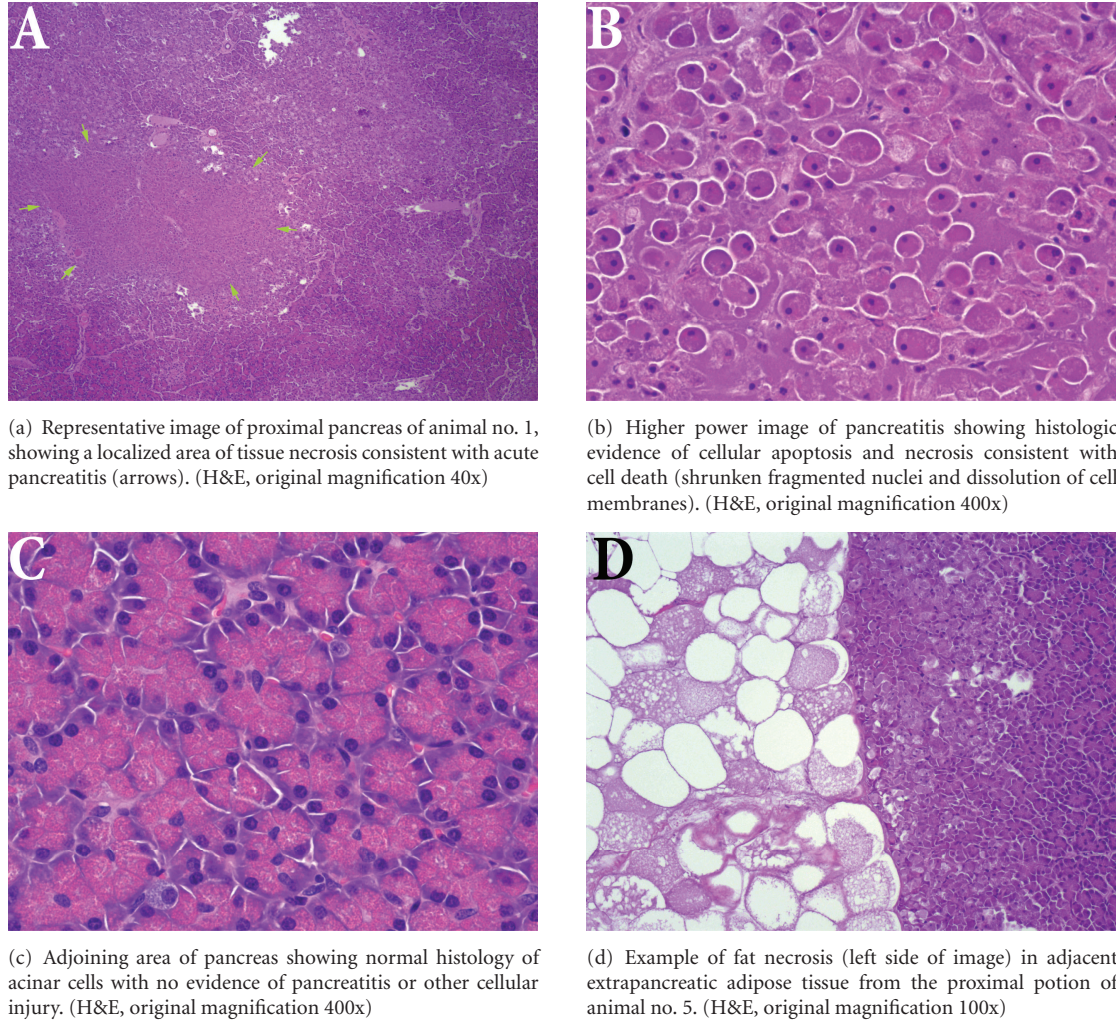 A
B
(a) Representative image of proximal pancreas of animal no. 1,
showing a localized area of tissue necrosis consistent with acute
pancreatitis (arrows). (H&E, original magnification 40x)
(b) Higher power image of pancreatitis showing histologic
evidence of cellular apoptosis and necrosis consistent with
cell death (shrunken fragmented nuclei and dissolution of cell
membranes). (H&E, original magnification 400x)
C
D
(c) Adjoining area of pancreas showing normal histology of
acinar cells with no evidence of pancreatitis or other cellular
injury. (H&E, original magnification 400x)
(d) Example of fat necrosis (left side of image) in adjacent
extrapancreatic adipose tissue from the proximal potion of
animal no. 5. (H&E, original magnification 100x)